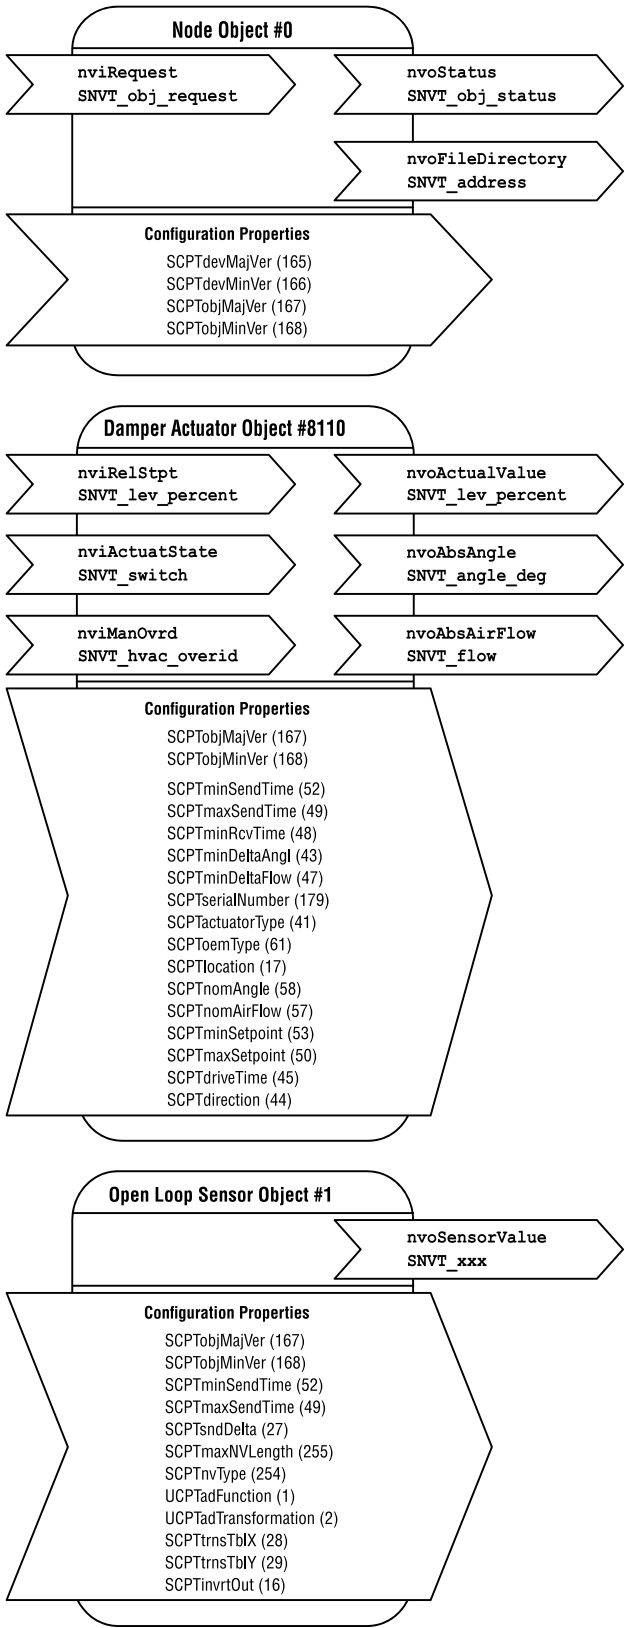 Node Object #0
nviRequest
SNVT_obj_request
nvoStatus
SNVT_obj_status
nvoFileDirectory
SNVT_address
Configuration Properties
SCPTdevMajVer (165)
SCPTdevMinVer (166)
SCPTobjMajVer (167)
SCPTobjMinVer (168)
Damper Actuator Object #8110
nviRelStpt
SNVT_lev_percent
nvoActualValue
SNVT_lev_percent
nviActuatState
SNVT_switch
nvoAbsAngle
SNVT_angle_deg
nviManOvrd
SNVT_hvac_overid
nvoAbsAirFlow
SNVT_flow
Configuration Properties
SCPTobjMajVer (167)
SCPTobjMinVer (168)
SCPTminSendTime (52)
SCPTmaxSendTime (49)
SCPTminRcvTime (48)
SCPTminDeltaAngl (43)
SCPTminDeltaFlow (47)
SCPTserialNumber (179)
SCPTactuatorType (41)
SCPToemType (61)
SCPTlocation (17)
SCPTnomAngle (58)
SCPTnomAirFlow (57)
SCPTminSetpoint (53)
SCPTmaxSetpoint (50)
SCPTdriveTime (45)
SCPTdirection (44)
Open Loop Sensor Object #1
nvoSensorValue
SNVT_xxx
Configuration Properties
SCPTobjMajVer (167)
SCPTobjMinVer (168)
SCPTminSendTime (52)
SCPTmaxSendTime (49)
SCPTsndDelta (27)
SCPTmaxNVLength (255)
SCPTnvType (254)
UCPTadFunction (1)
UCPTadTransformation (2)
SCPTtrnsTblX (28)
SCPTtrnsTblY (29)
SCPTinvrtOut (16)